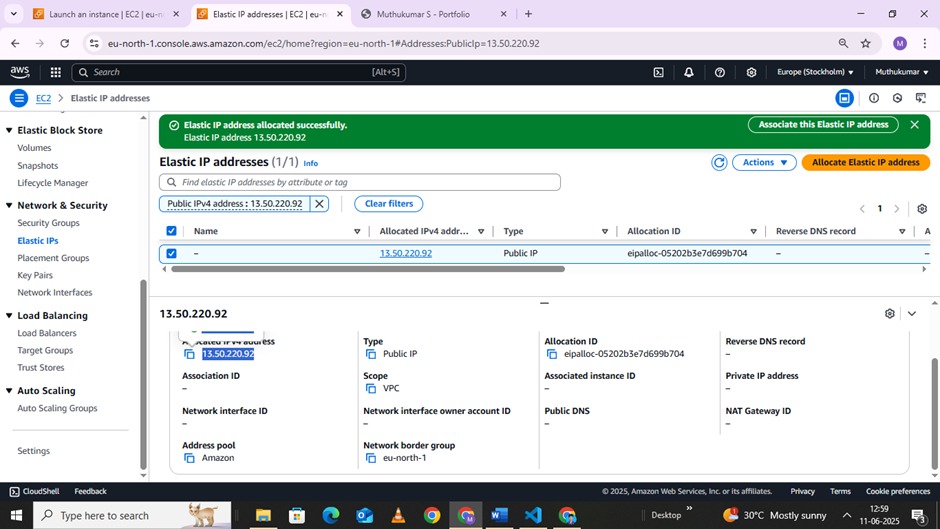 Launch an instance | EC2 | eu-n
Elastic IP addresses | EC2 | eu-n
Muthukumar S - Portfolio
eu-north-1.console.aws.amazon.com/ec2/home?region=eu-north-1#Addresses:PublicIp=13.50.220.92
M
aws
Search
[Alt+S]
Europe (Stockholm)
Muthukumar
EC2
Elastic IP addresses
Elastic Block Store
Volumes
Snapshots
Lifecycle Manager
Network & Security
Security Groups
Elastic IPs
Placement Groups
Key Pairs
Network Interfaces
Load Balancing
Load Balancers
Target Groups
Trust Stores
Auto Scaling
Auto Scaling Groups
Settings
Elastic IP address allocated successfully.
Elastic IP address 13.50.220.92
Associate this Elastic IP address
Elastic IP addresses (1/1) Info
Actions
Allocate Elastic IP address
Find elastic IP addresses by attribute or tag
Public IPv4 address : 13.50.220.92
Clear filters
1
Name Allocated IPv4 addr... Type Allocation ID Reverse DNS record A
– 13.50.220.92 Public IP eipalloc-05202b3e7d699b704 – –
13.50.220.92
Allocated IPv4 address Type Allocation ID Reverse DNS record
13.50.220.92 Public IP eipalloc-05202b3e7d699b704 –
Association ID Scope Associated instance ID Private IP address
– VPC – –
Network interface ID Network interface owner account ID Public DNS NAT Gateway ID
– – – –
Address pool Network border group
Amazon eu-north-1
CloudShell Feedback © 2025, Amazon Web Services, Inc. or its affiliates. Privacy Terms Cookie preferences
Type here to search
Desktop
30°C Mostly sunny
12:59
11-06-2025
3